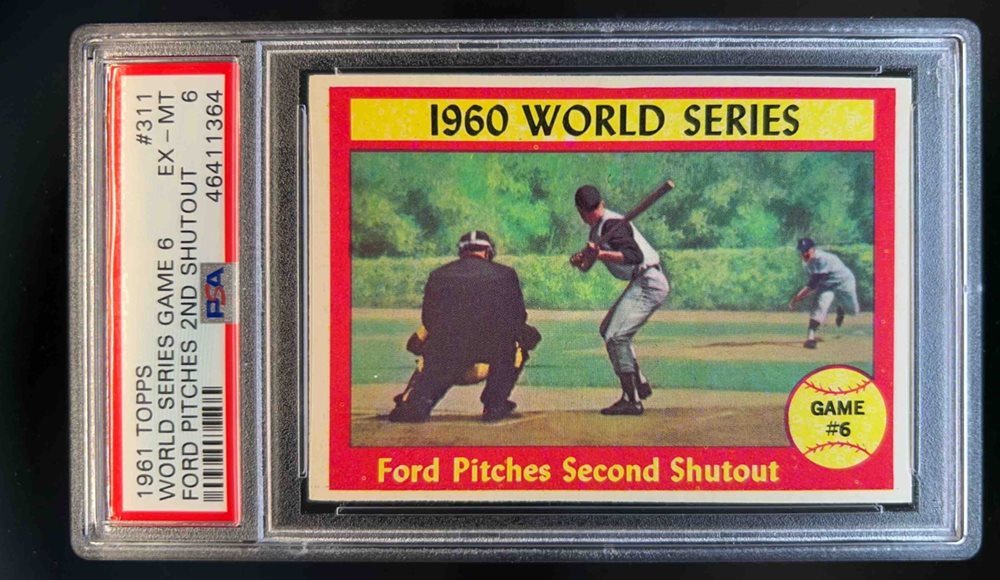 1961 TOPPS #311
WORLD SERIES GAME 6 EX - MT
FORD PITCHES 2ND SHUTOUT 6
PSA 46411364
1960 WORLD SERIES
GAME
#6
Ford Pitches Second Shutout